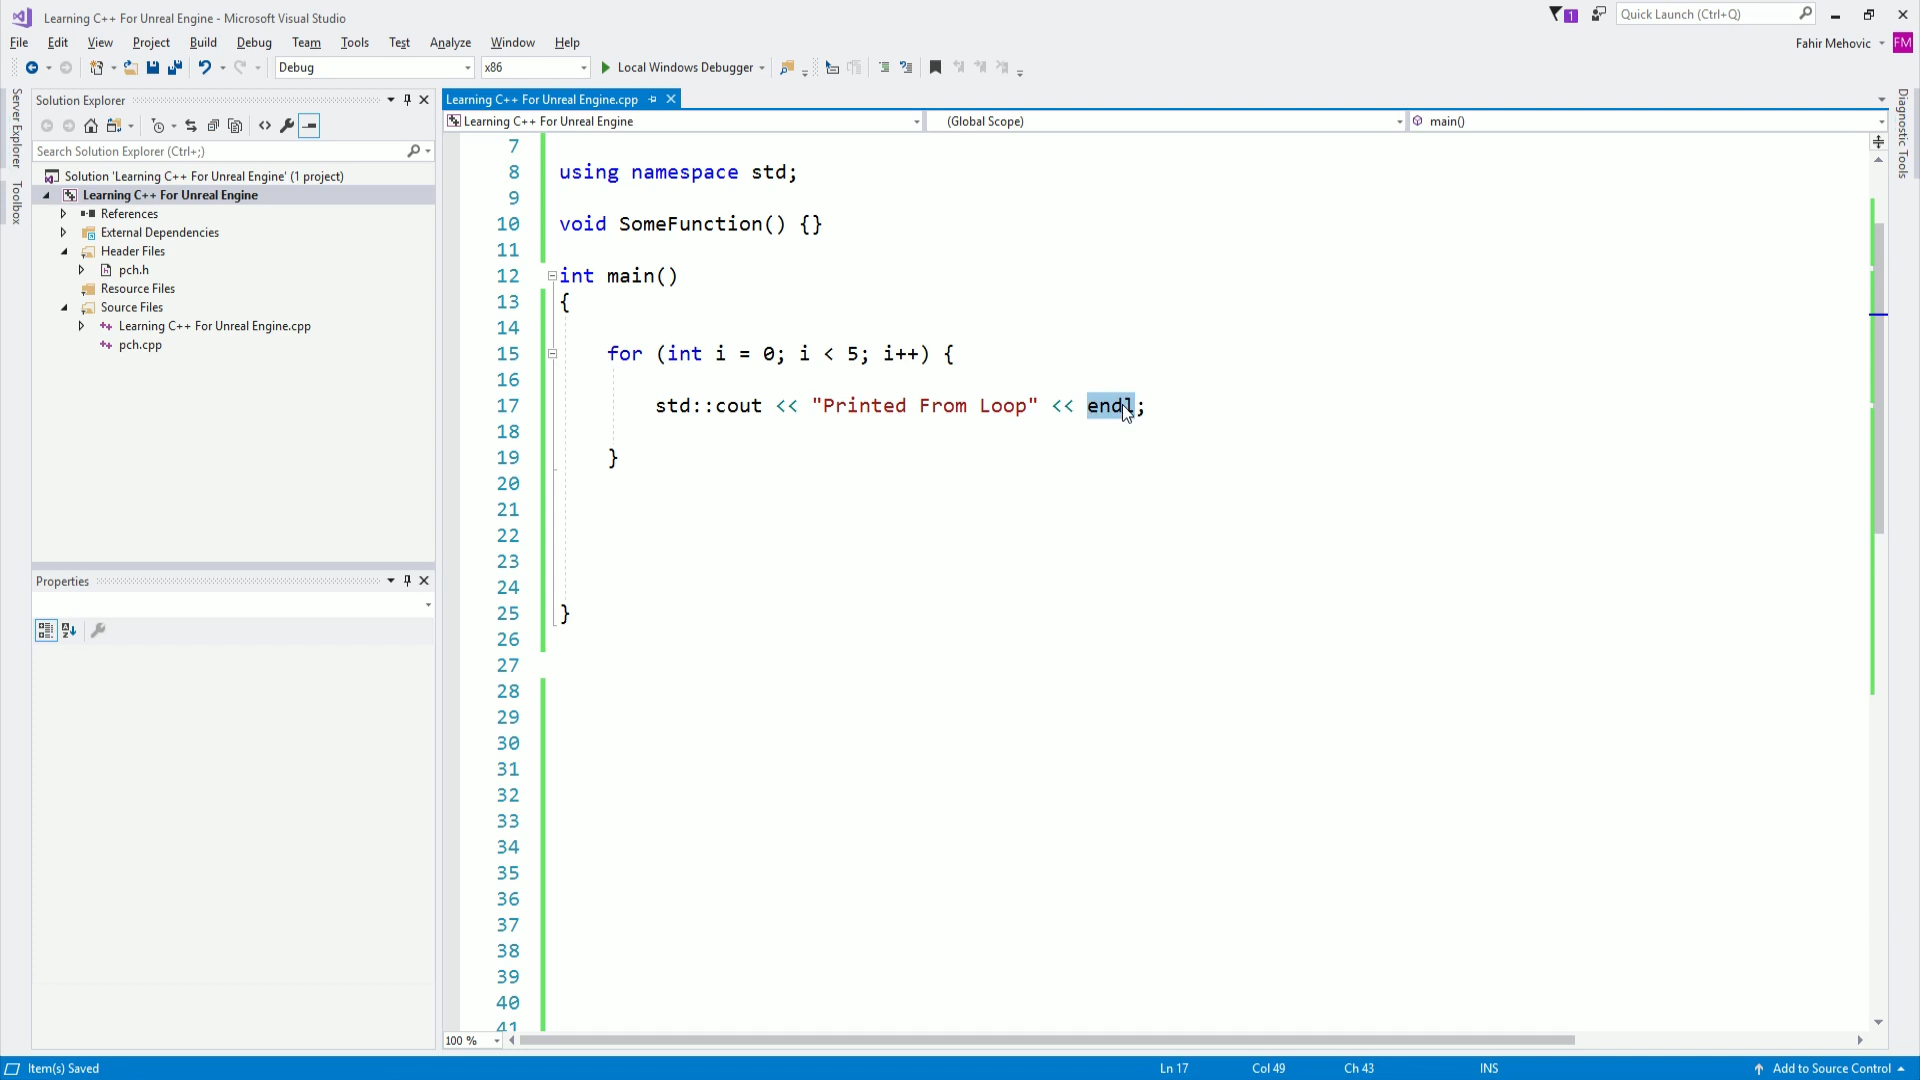 Learning C++ For Unreal Engine - Microsoft Visual Studio
1
Quick Launch (Ctrl+Q)
File Edit View Project Build Debug Team Tools Test Analyze Window Help
Fahir Mehovic FM
Debug x86 Local Windows Debugger
Server Explorer
Toolbox
Solution Explorer
Search Solution Explorer (Ctrl+;)
Solution 'Learning C++ For Unreal Engine' (1 project)
Learning C++ For Unreal Engine
References
External Dependencies
Header Files
pch.h
Resource Files
Source Files
Learning C++ For Unreal Engine.cpp
pch.cpp
Properties
Learning C++ For Unreal Engine.cpp
Learning C++ For Unreal Engine (Global Scope) main()
7
8 using namespace std;
9
10 void SomeFunction() {}
11
12 int main()
13 {
14
15 for (int i = 0; i < 5; i++) {
16
17 std::cout << "Printed From Loop" << endl;
18
19 }
20
21
22
23
24
25 }
26
27
28
29
30
31
32
33
34
35
36
37
38
39
40
41
100 %
Diagnostic Tools
Item(s) Saved Ln 17 Col 49 Ch 43 INS Add to Source Control